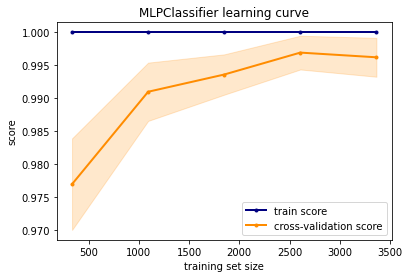 MLPClassifier learning curve
1.000
0.995
0.990
0.985
0.980
0.975
0.970
score
train score
cross-validation score
500 1000 1500 2000 2500 3000 3500
training set size